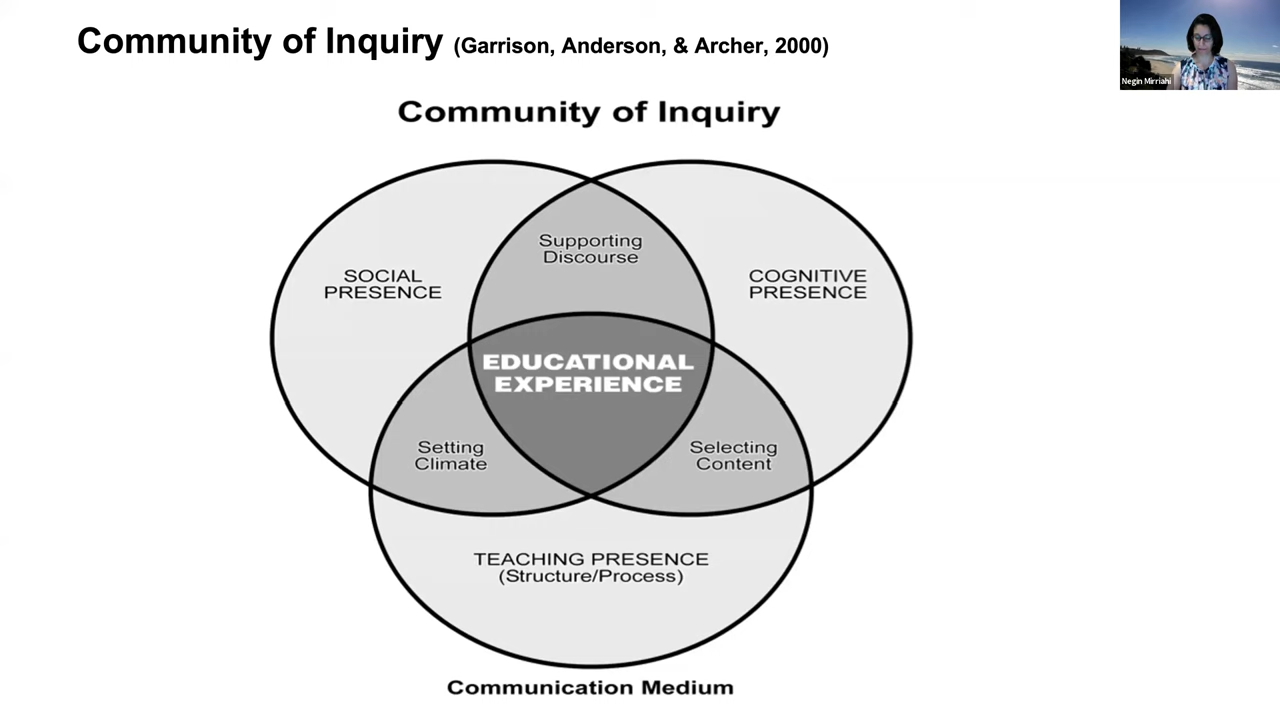 Community of Inquiry (Garrison, Anderson, & Archer, 2000)
Negin Mirriahi
Community of Inquiry
Supporting
Discourse
SOCIAL
PRESENCE
COGNITIVE
PRESENCE
EDUCATIONAL
EXPERIENCE
Setting
Climate
Selecting
Content
TEACHING PRESENCE
(Structure/Process)
Communication Medium